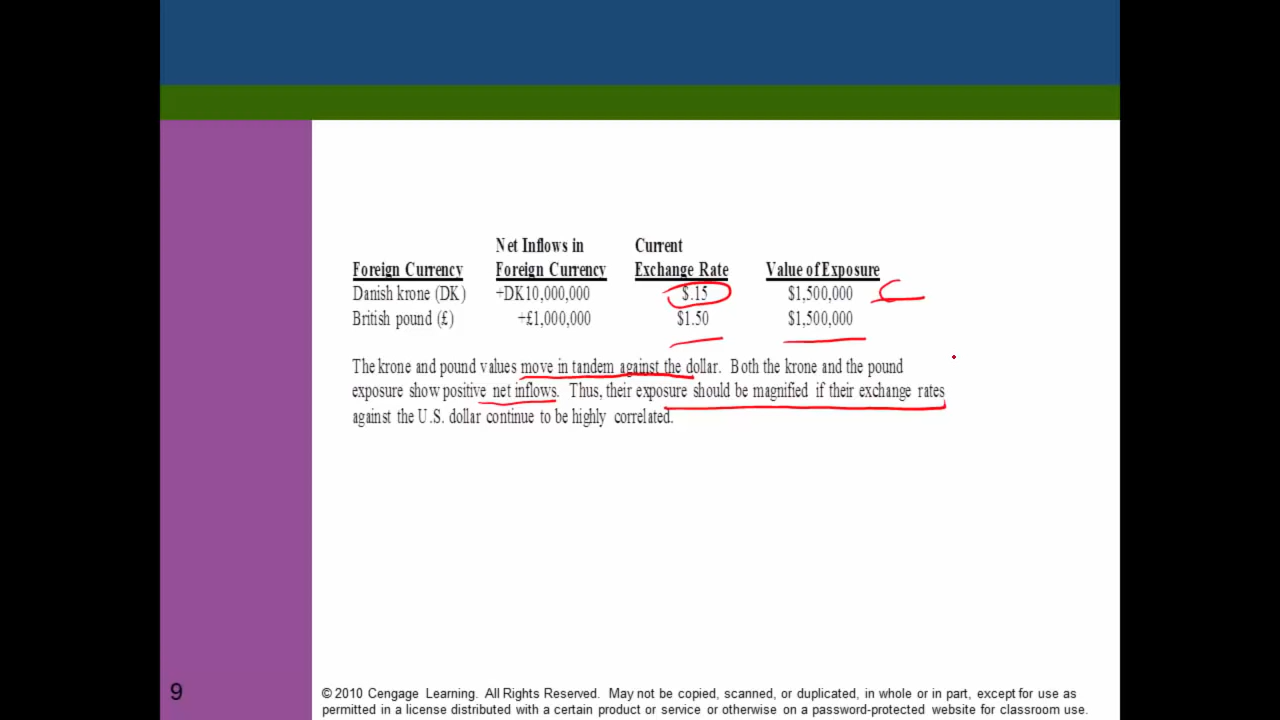 Net Inflows in Current
Foreign Currency Foreign Currency Exchange Rate Value of Exposure
Danish krone (DK) +DK10,000,000 $.15 $1,500,000
British pound (£) +£1,000,000 $1.50 $1,500,000
The krone and pound values move in tandem against the dollar. Both the krone and the pound
exposure show positive net inflows. Thus, their exposure should be magnified if their exchange rates
against the U.S. dollar continue to be highly correlated.
9
© 2010 Cengage Learning. All Rights Reserved. May not be copied, scanned, or duplicated, in whole or in part, except for use as
permitted in a license distributed with a certain product or service or otherwise on a password-protected website for classroom use.